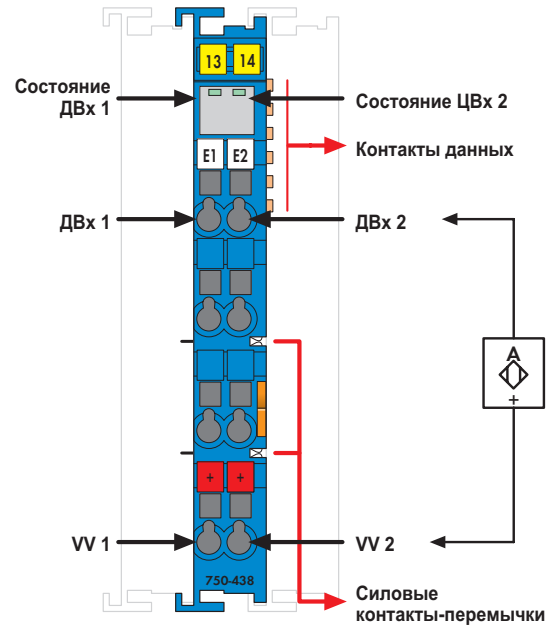 13 14
Состояние
ДВх 1
Состояние ЦВх 2
Контакты данных
E1 E2
ДВх 1
ДВх 2
A
+
+ +
VV 1
VV 2
750-438
Силовые
контакты-перемычки